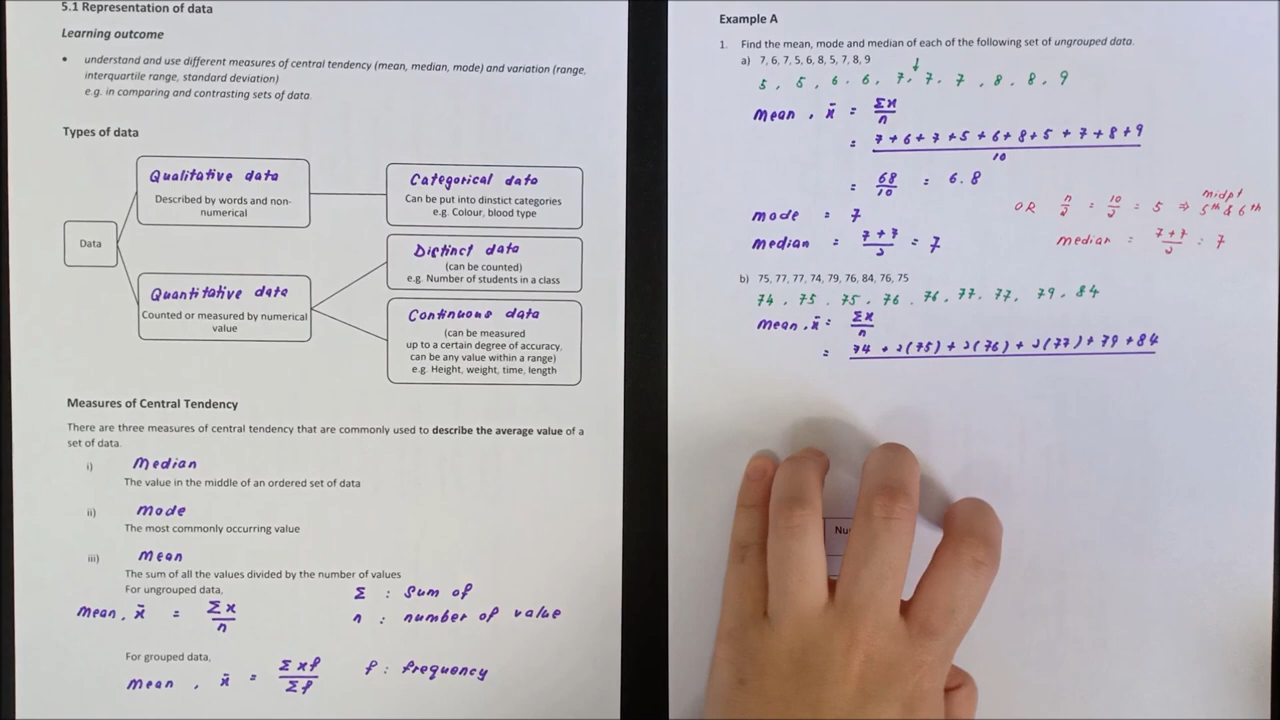 5.1 Representation of data
Learning outcome
• understand and use different measures of central tendency (mean, median, mode) and variation (range,
interquartile range, standard deviation)
e.g. in comparing and contrasting sets of data.
Types of data
Data
Qualitative data
Described by words and non-
numerical
Categorical data
Can be put into dinstict categories
e.g. Colour, blood type
Distinct data
(can be counted)
e.g. Number of students in a class
Quantitative data
Counted or measured by numerical
value
Continuous data
(can be measured
up to a certain degree of accuracy,
can be any value within a range)
e.g. Height, weight, time, length
Measures of Central Tendency
There are three measures of central tendency that are commonly used to describe the average value of a
set of data.
i) Median
The value in the middle of an ordered set of data
ii) mode
The most commonly occurring value
iii) mean
The sum of all the values divided by the number of values
For ungrouped data,
mean, x̄ = Σx/n
Σ : sum of
n : number of value
For grouped data,
mean, x̄ = Σxf/Σf
f : frequency
Example A
1. Find the mean, mode and median of each of the following set of ungrouped data.
a) 7, 6, 7, 5, 6, 8, 5, 7, 8, 9
5, 5, 6, 6, 7, 7, 7, 8, 8, 9
mean, x̄ = Σx/n
= 7+6+7+5+6+8+5+7+8+9
10
= 68/10 = 6.8
mode = 7
median = 7+7/2 = 7
OR n/2 = 10/2 = 5 ⇒ midpt 5th & 6th
median = 7+7/2 = 7
b) 75, 77, 77, 74, 79, 76, 84, 76, 75
74, 75, 75, 76, 76, 77, 77, 79, 84
mean, x̄ = Σx/n
= 74 + 2(75) + 2(76) + 2(77) + 79 + 84